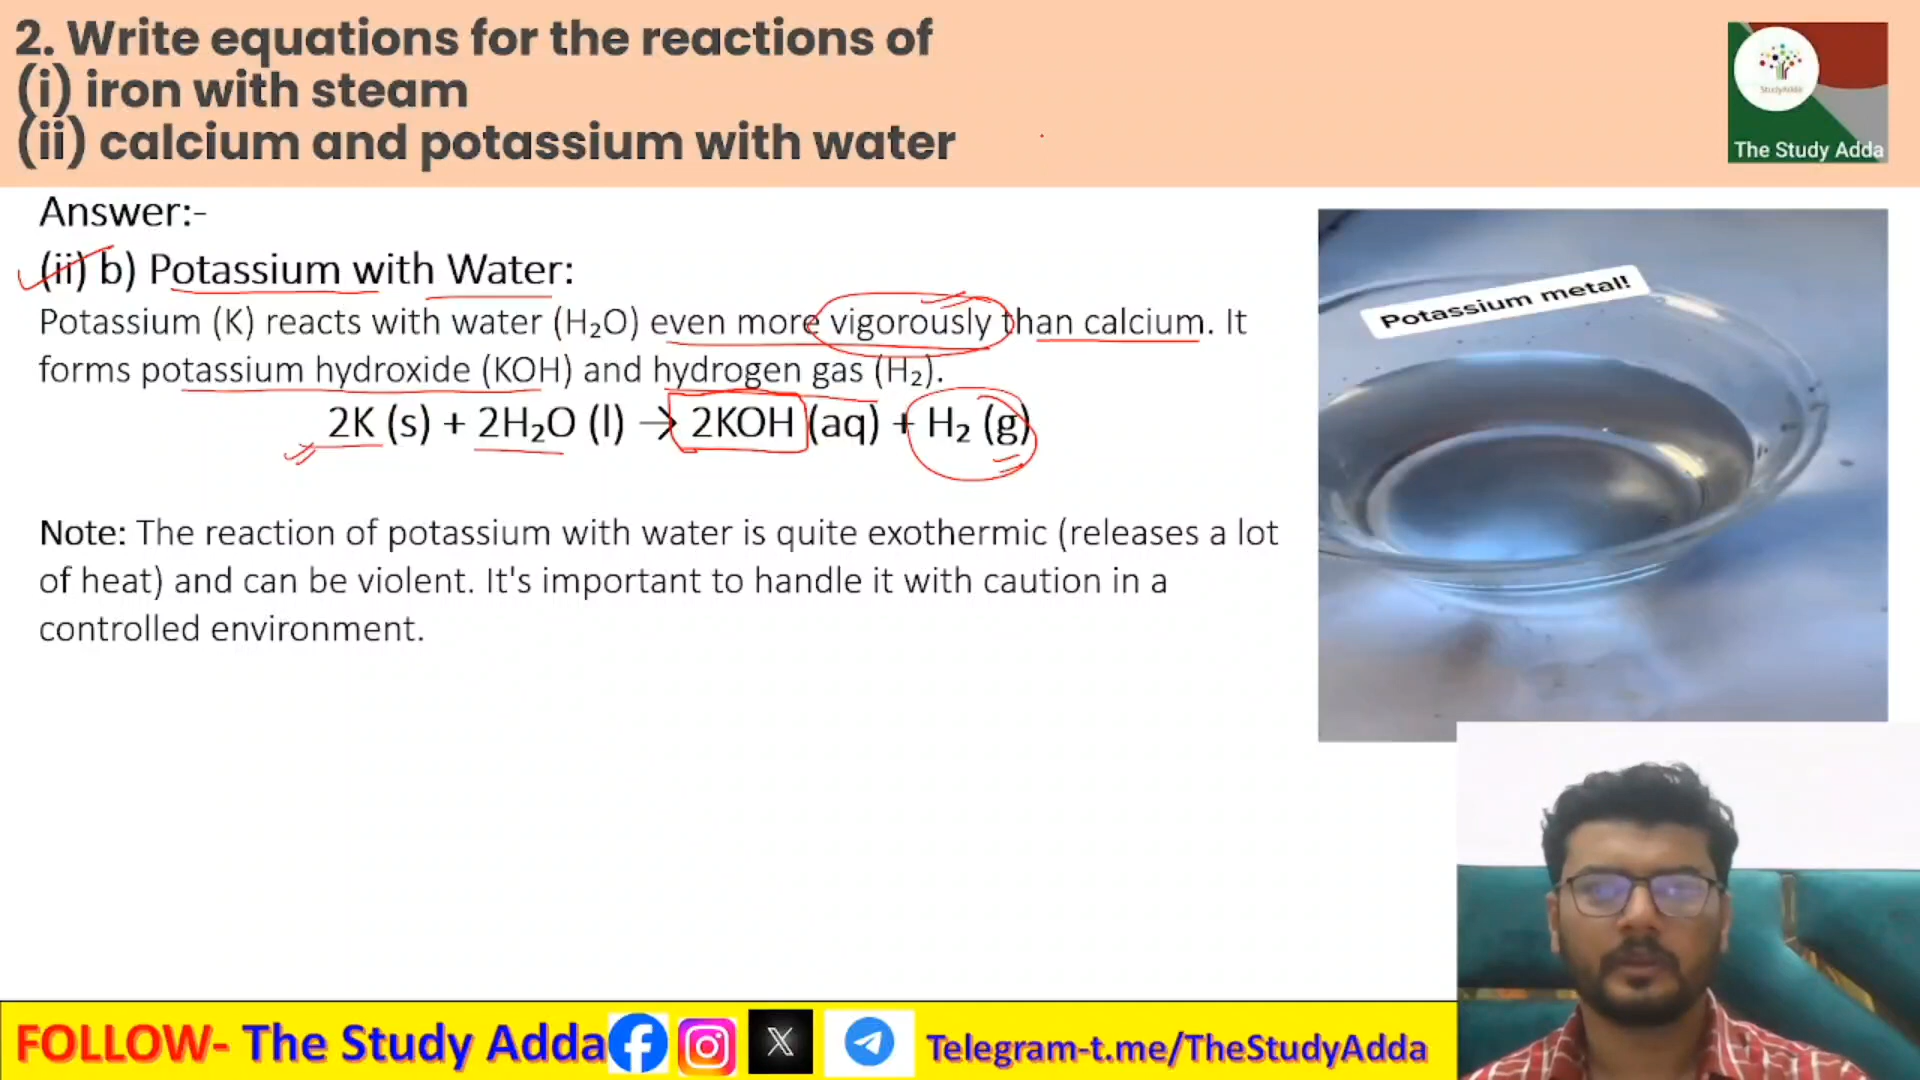 2. Write equations for the reactions of
(i) iron with steam
(ii) calcium and potassium with water
StudyAdda
The Study Adda
Answer:-
(ii) b) Potassium with Water:
Potassium (K) reacts with water (H₂O) even more vigorously than calcium. It
forms potassium hydroxide (KOH) and hydrogen gas (H₂).
2K (s) + 2H₂O (l) → 2KOH (aq) + H₂ (g)
Note: The reaction of potassium with water is quite exothermic (releases a lot
of heat) and can be violent. It's important to handle it with caution in a
controlled environment.
Potassium metal!
FOLLOW- The Study Adda
Telegram-t.me/TheStudyAdda